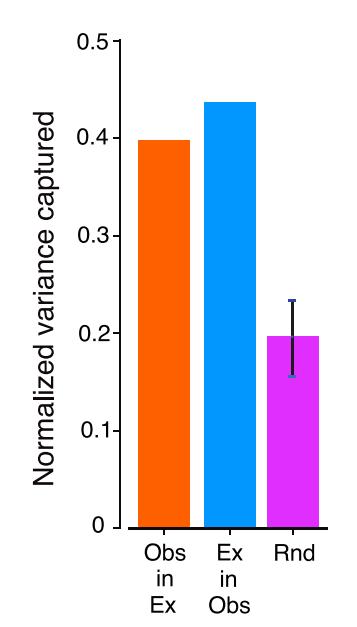 Normalized variance captured
0.5
0.4
0.3
0.2
0.1
0
Obs in Ex
Ex in Obs
Rnd